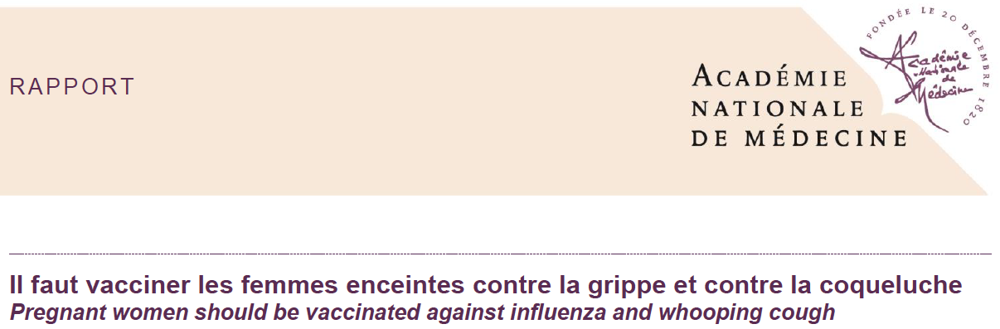 RAPPORT
ACADÉMIE
NATIONALE
DE MÉDECINE
FONDÉE LE 20 DÉCEMBRE 1820
Académie
Nationale
de
Médecine
Il faut vacciner les femmes enceintes contre la grippe et contre la coqueluche
Pregnant women should be vaccinated against influenza and whooping cough